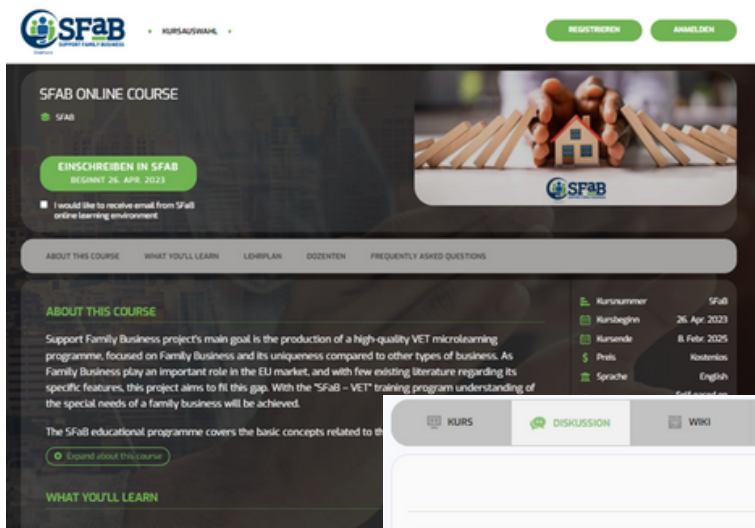 SFaB
SUPPORT FAMILY BUSINESS
KURSAUSWAHL
REGISTRIEREN
ANMELDEN
SFAB ONLINE COURSE
SFAB
EINSCHREIBEN IN SFAB
BEGINNT 26. APR. 2023
I would like to receive email from SFaB
online learning environment
SFaB
ABOUT THIS COURSE
WHAT YOU'LL LEARN
LEHRPLAN
DOZENTEN
FREQUENTLY ASKED QUESTIONS
ABOUT THIS COURSE
Support Family Business project's main goal is the production of a high-quality VET microlearning
programme, focused on Family Business and its uniqueness compared to other types of business. As
Family Business play an important role in the EU market, and with few existing literature regarding its
specific features, this project aims to fill this gap. With the "SFaB – VET" training program understanding of
the special needs of a family business will be achieved.
The SFaB educational programme covers the basic concepts related to th
Expand about this course
WHAT YOU'LL LEARN
Kursnummer SFaB
Kursbeginn 26. Apr. 2023
Kursende 8. Febr. 2025
Preis Kostenlos
Sprache English
Self-paced on
KURS
DISKUSSION
WIKI